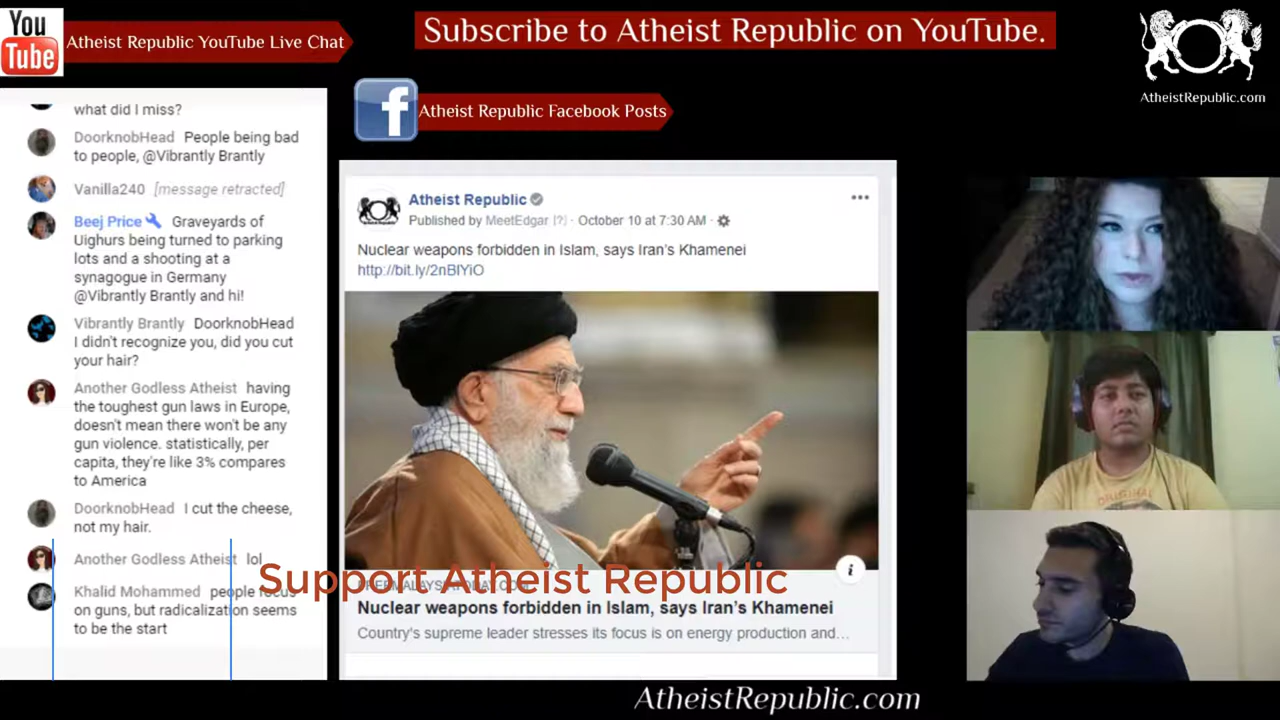 You
Tube
Atheist Republic YouTube Live Chat
Subscribe to Atheist Republic on YouTube.
AtheistRepublic.com
f
Atheist Republic Facebook Posts
what did I miss?
DoorknobHead People being bad
to people, @Vibrantly Brantly
Vanilla240 [message retracted]
Beej Price Graveyards of
Uighurs being turned to parking
lots and a shooting at a
synagogue in Germany
@Vibrantly Brantly and hi!
Vibrantly Brantly DoorknobHead
I didn't recognize you, did you cut
your hair?
Another Godless Atheist having
the toughest gun laws in Europe,
doesn't mean there won't be any
gun violence. statistically, per
capita, they're like 3% compares
to America
DoorknobHead I cut the cheese,
not my hair.
Another Godless Atheist lol
Khalid Mohammed people focus
on guns, but radicalization seems
to be the start
Atheist Republic
Published by MeetEdgar [?] · October 10 at 7:30 AM ·
Nuclear weapons forbidden in Islam, says Iran's Khamenei
http://bit.ly/2nBlYiO
i
Support Atheist Republic
Nuclear weapons forbidden in Islam, says Iran's Khamenei
Country's supreme leader stresses its focus is on energy production and...
ORIGINAL
AtheistRepublic.com